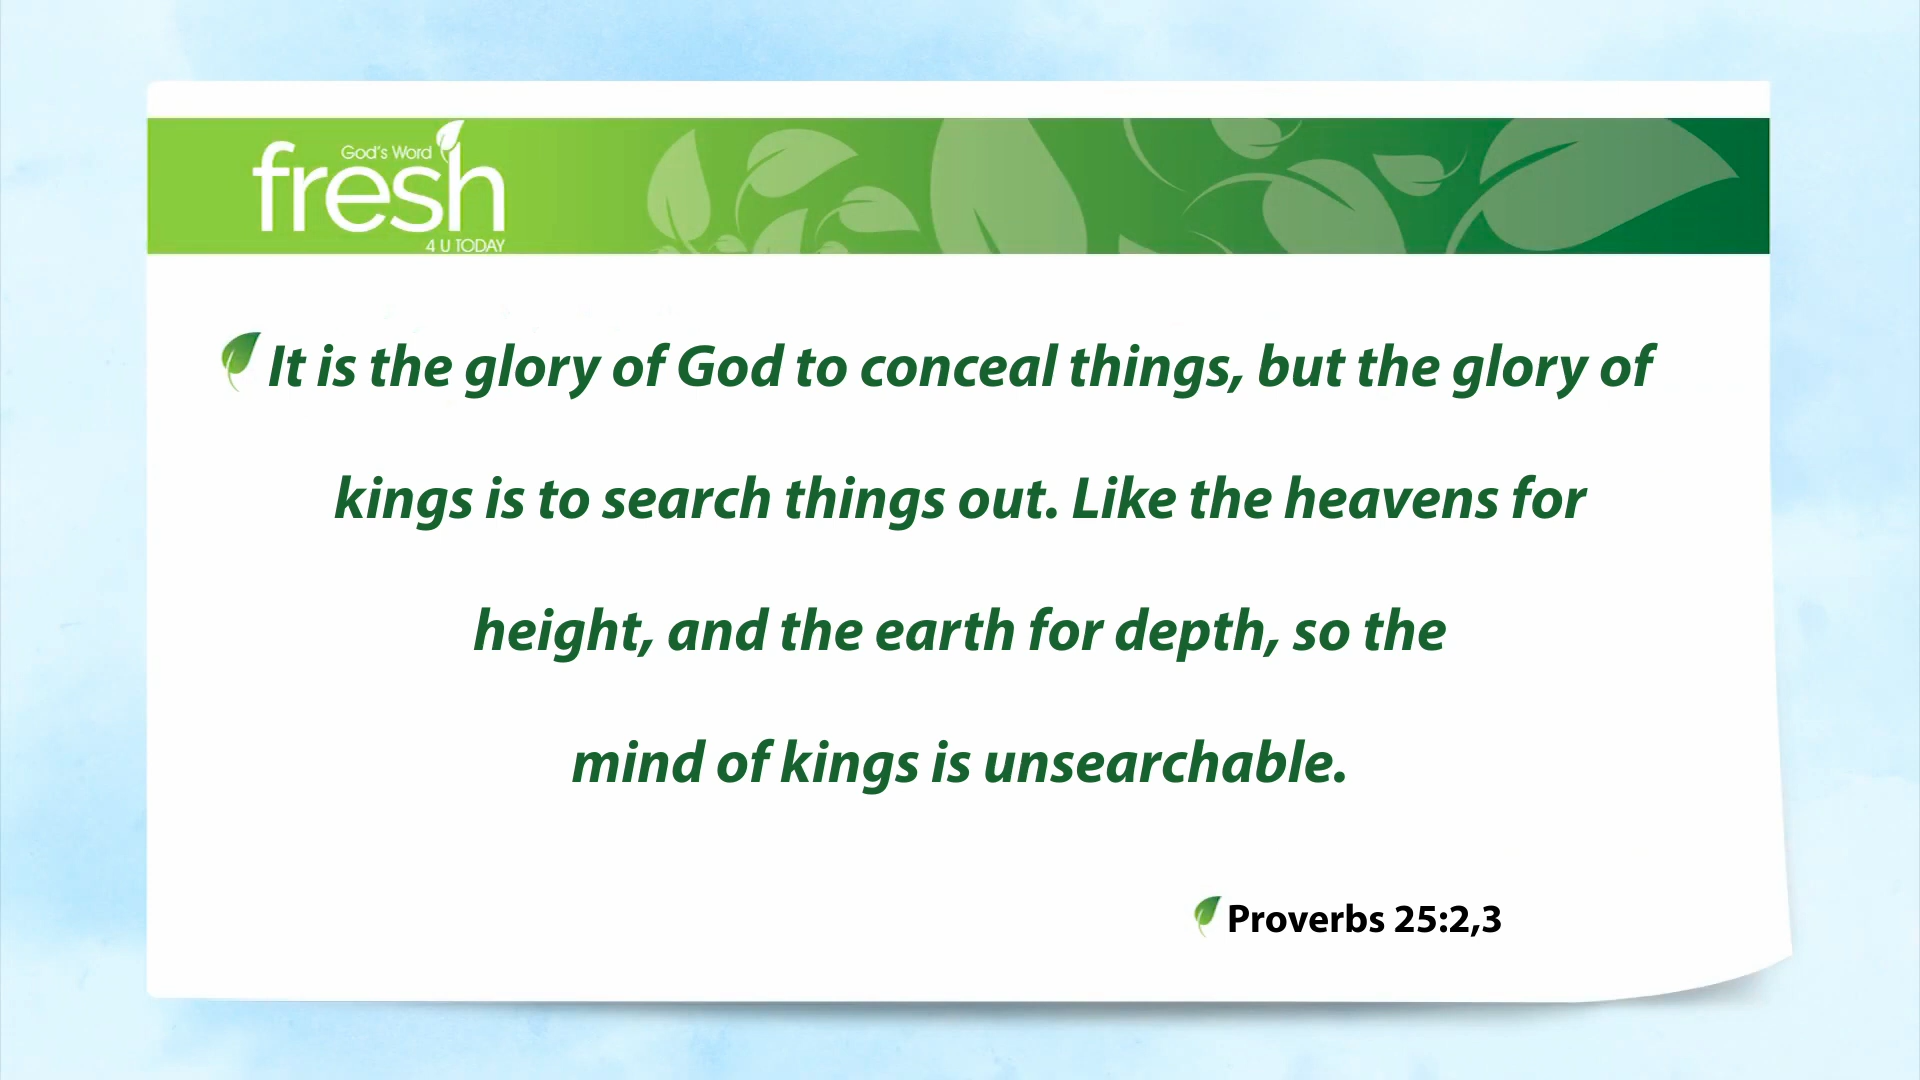 God's Word
fresh
4 U TODAY
It is the glory of God to conceal things, but the glory of
kings is to search things out. Like the heavens for
height, and the earth for depth, so the
mind of kings is unsearchable.
Proverbs 25:2,3